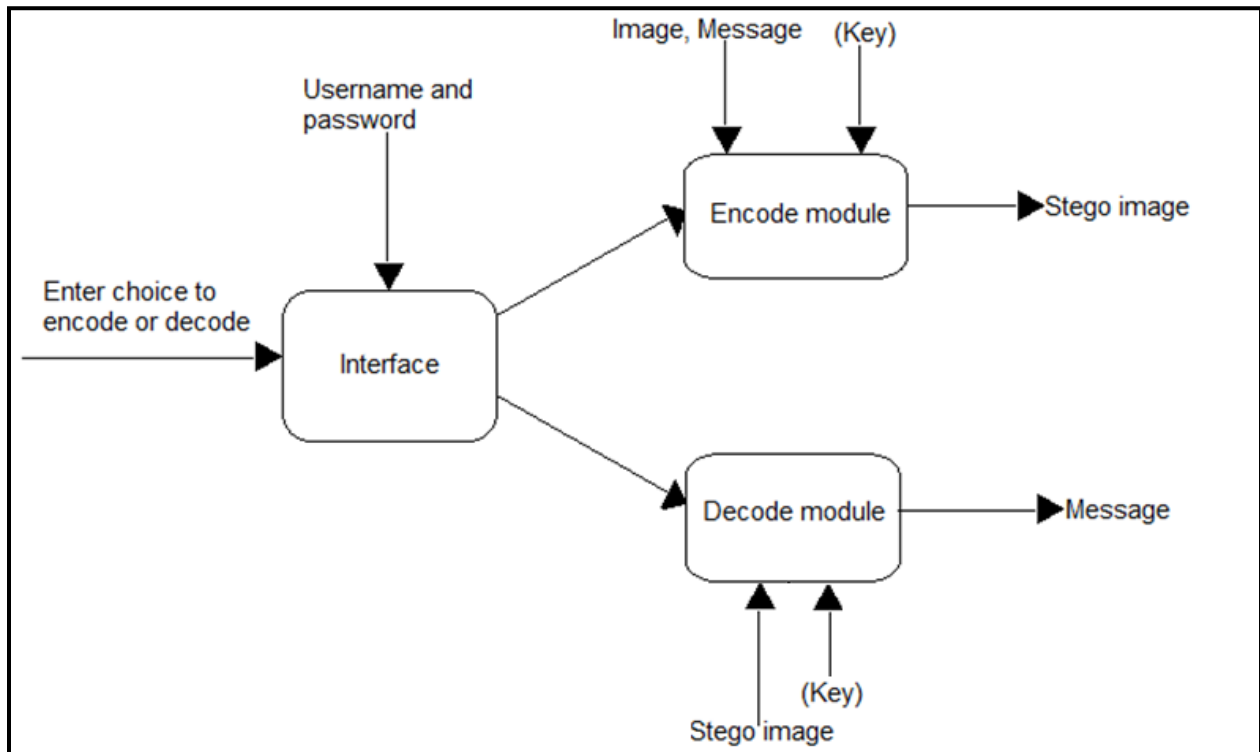 Image, Message
(Key)
Username and
password
Encode module
Stego image
Enter choice to
encode or decode
Interface
Decode module
Message
(Key)
Stego image